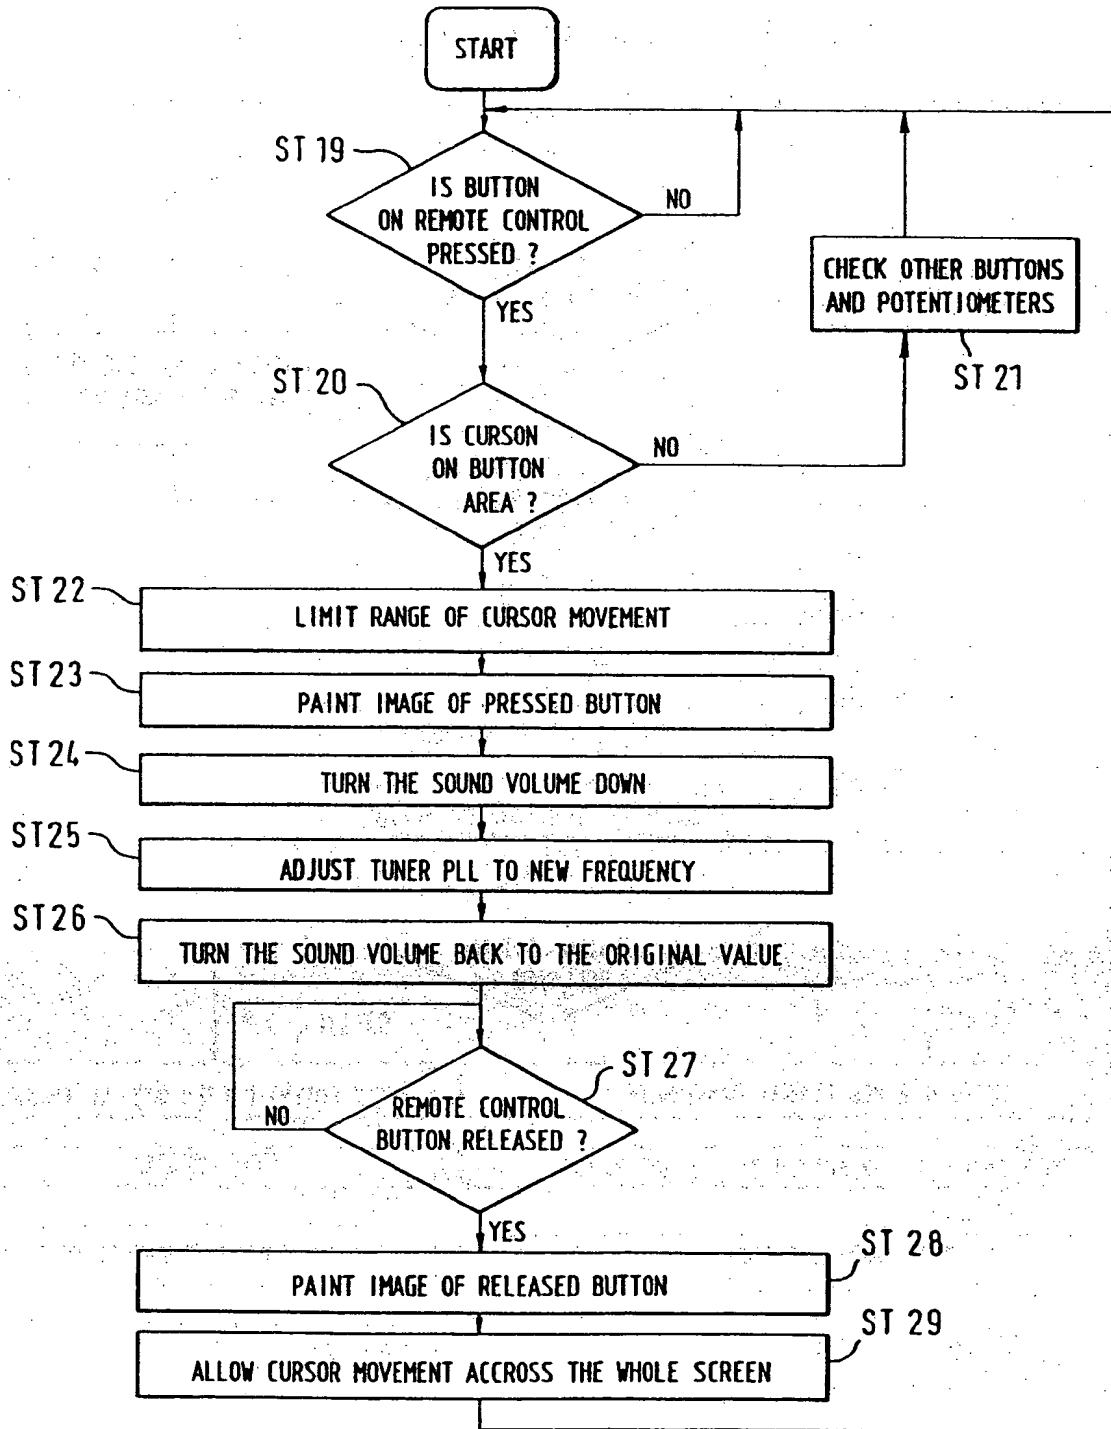 START
ST 19
IS BUTTON
ON REMOTE CONTROL
PRESSED ?
NO
YES
CHECK OTHER BUTTONS
AND POTENTIOMETERS
ST 21
ST 20
IS CURSON
ON BUTTON
AREA ?
NO
YES
ST 22
LIMIT RANGE OF CURSOR MOVEMENT
ST 23
PAINT IMAGE OF PRESSED BUTTON
ST 24
TURN THE SOUND VOLUME DOWN
ST 25
ADJUST TUNER PLL TO NEW FREQUENCY
ST 26
TURN THE SOUND VOLUME BACK TO THE ORIGINAL VALUE
ST 27
REMOTE CONTROL
BUTTON RELEASED ?
NO
YES
ST 28
PAINT IMAGE OF RELEASED BUTTON
ST 29
ALLOW CURSOR MOVEMENT ACCROSS THE WHOLE SCREEN